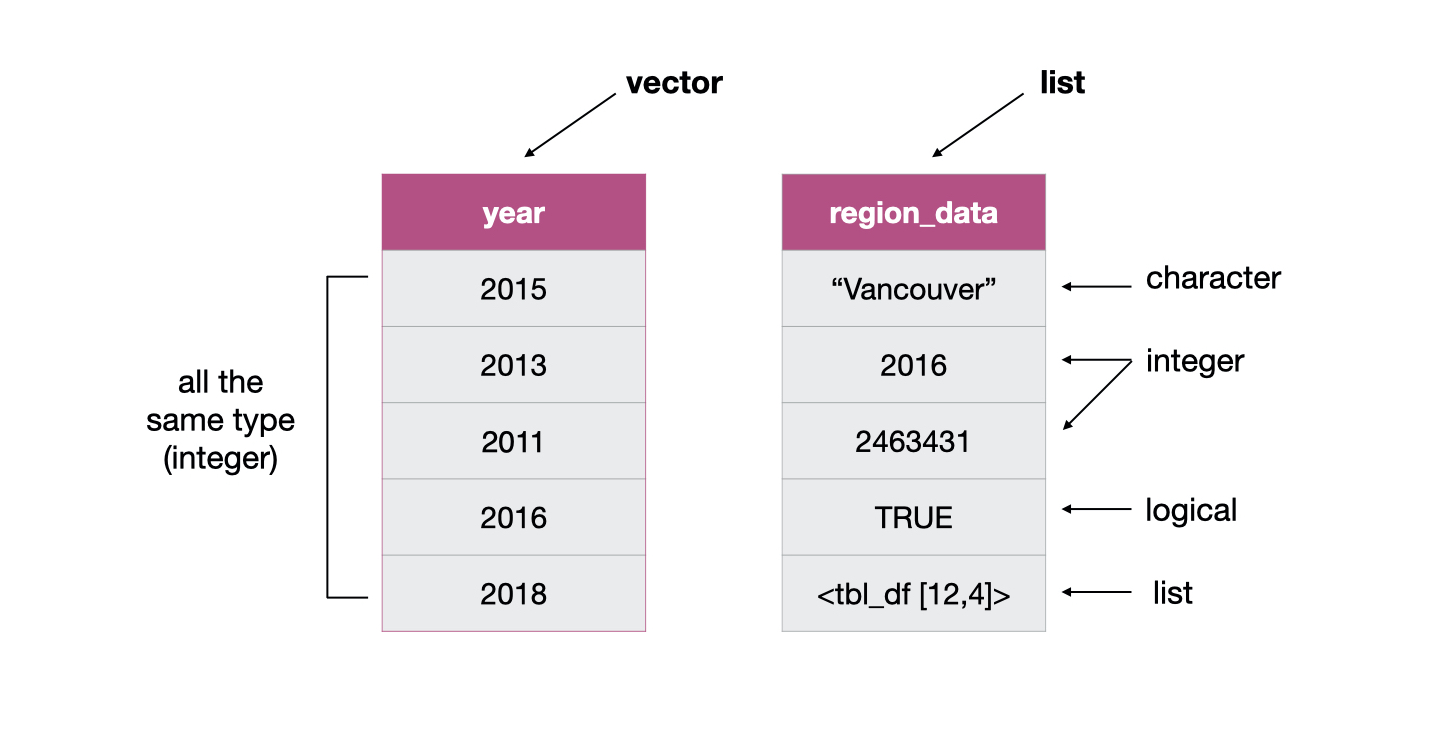 vector
list
year
region_data
2015
“Vancouver”
character
2013
2016
integer
all the
same type
(integer)
2011
2463431
2016
TRUE
logical
2018
<tbl_df [12,4]>
list